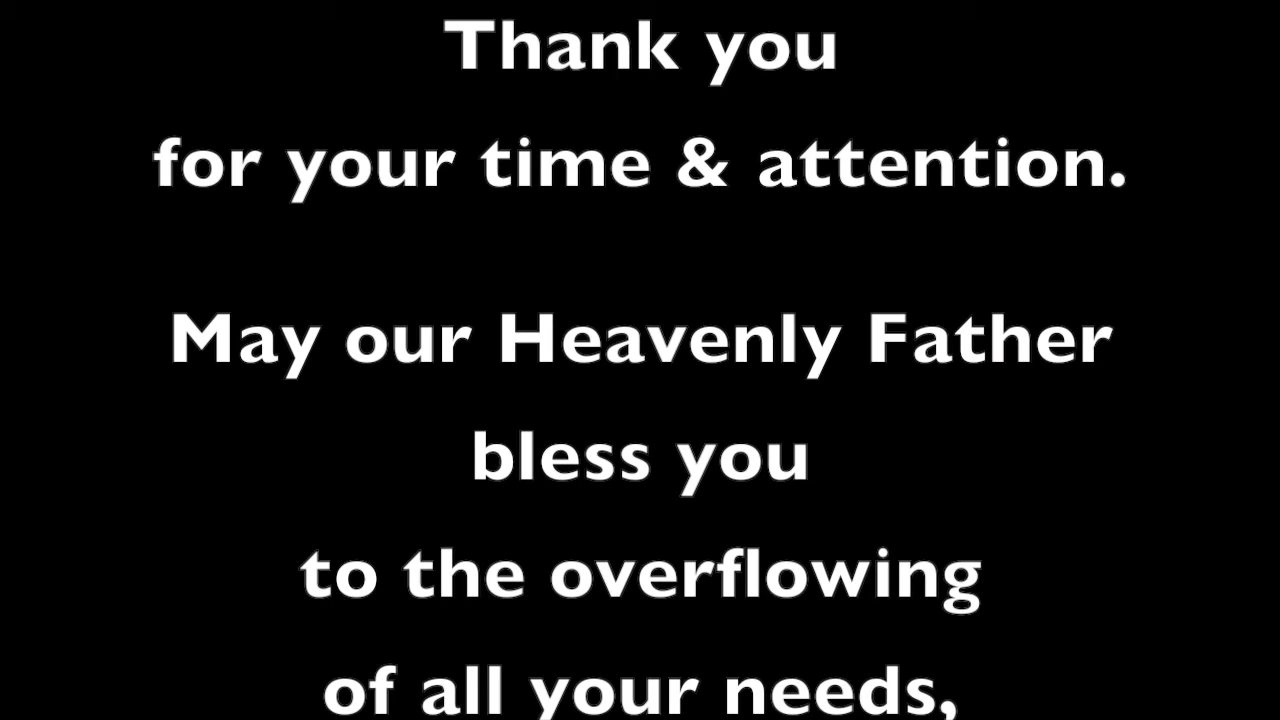 Thank you
for your time & attention.
May our Heavenly Father
bless you
to the overflowing
of all your needs,